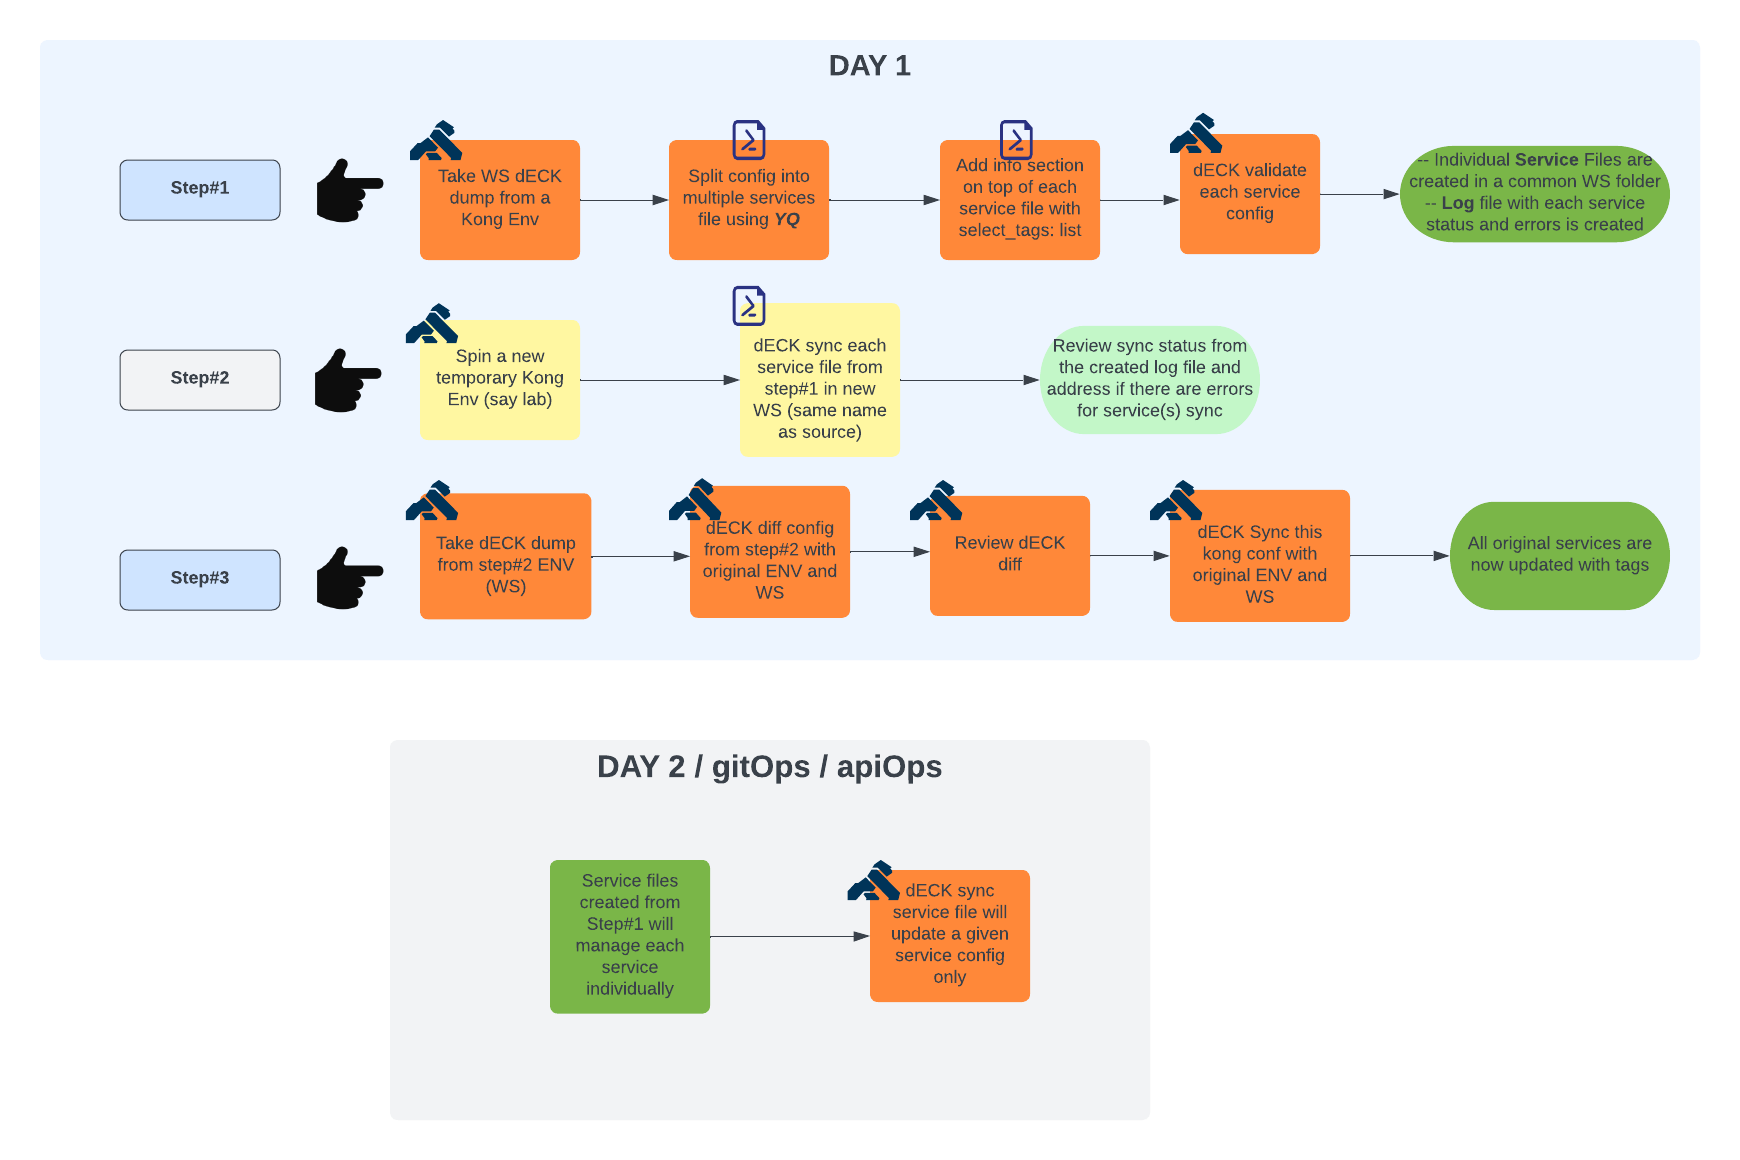 DAY 1
Step#1
Take WS dECK
dump from a
Kong Env
Split config into
multiple services
file using YQ
Add info section
on top of each
service file with
select_tags: list
dECK validate
each service
config
-- Individual Service Files are
created in a common WS folder
-- Log file with each service
status and errors is created
Step#2
Spin a new
temporary Kong
Env (say lab)
dECK sync each
service file from
step#1 in new
WS (same name
as source)
Review sync status from
the created log file and
address if there are errors
for service(s) sync
Step#3
Take dECK dump
from step#2 ENV
(WS)
dECK diff config
from step#2 with
original ENV and
WS
Review dECK
diff
dECK Sync this
kong conf with
original ENV and
WS
All original services are
now updated with tags
DAY 2 / gitOps / apiOps
Service files
created from
Step#1 will
manage each
service
individually
dECK sync
service file will
update a given
service config
only